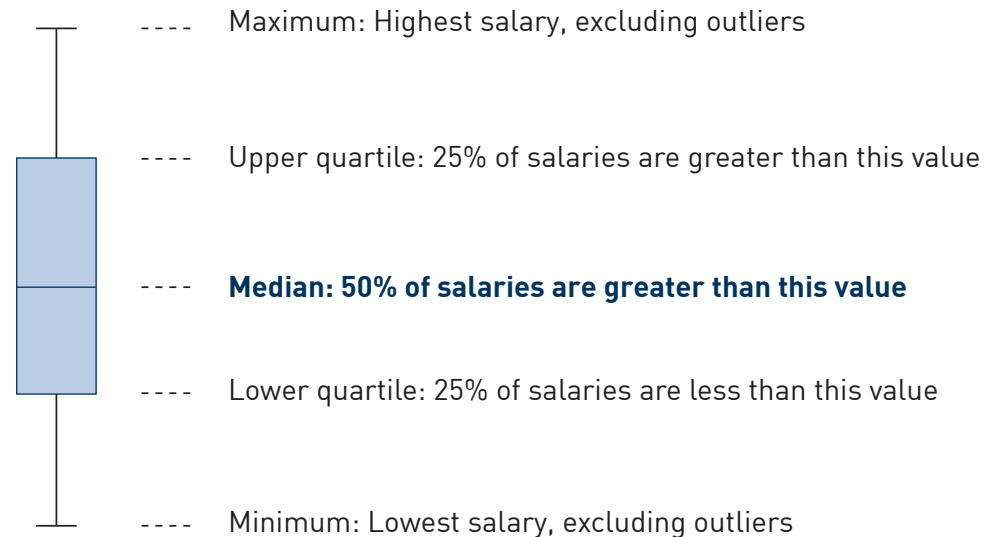 Maximum: Highest salary, excluding outliers
Upper quartile: 25% of salaries are greater than this value
Median: 50% of salaries are greater than this value
Lower quartile: 25% of salaries are less than this value
Minimum: Lowest salary, excluding outliers